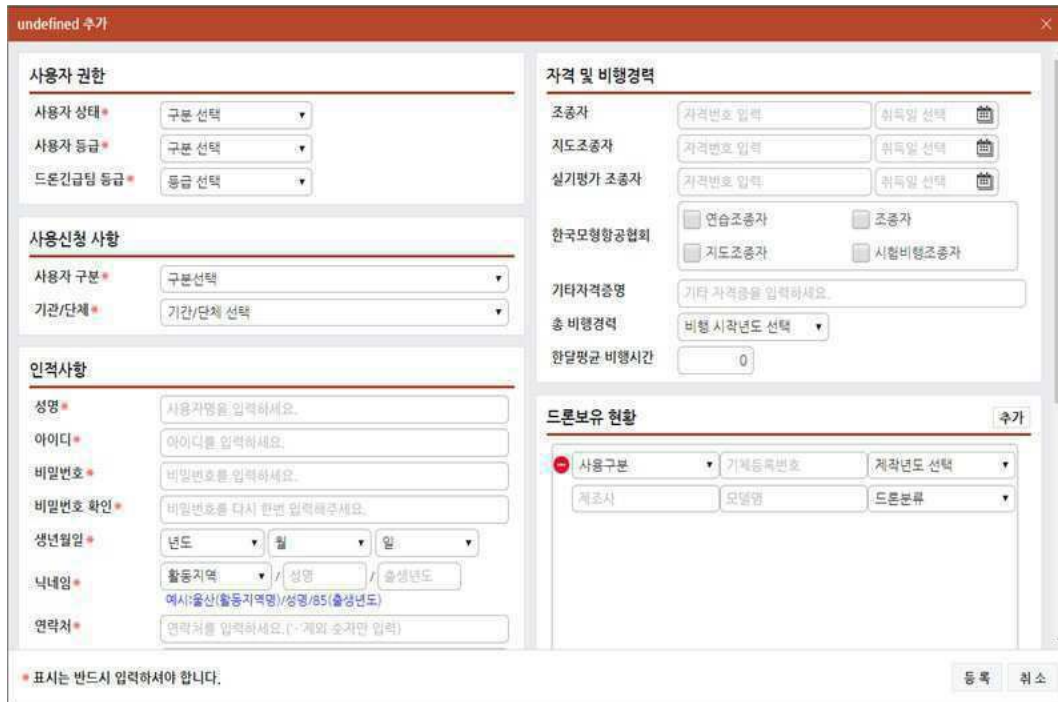 undefined 추가
사용자 권한
사용자 상태* 구분 선택
사용자 등급* 구분 선택
드론긴급팀 등급* 등급 선택
사용신청 사항
사용자 구분* 구분선택
기관/단체* 기간/단체 선택
인적사항
성명* 사용자명을 입력하세요.
아이디* 아이디를 입력하세요.
비밀번호* 비밀번호를 입력하세요.
비밀번호 확인* 비밀번호를 다시 한번 입력해주세요.
생년월일* 년도 월 일
닉네임* 활동지역 / 성명 / 출생년도
예시:울산(활동지역명)/성명/85(출생년도)
연락처* 연락처를 입력하세요.('-'제외 숫자만 입력)
자격 및 비행경력
조종자 자격번호 입력 취득일 선택
지도조종자 자격번호 입력 취득일 선택
실기평가 조종자 자격번호 입력 취득일 선택
한국모형항공협회
연습조종자 조종자
지도조종자 시험비행조종자
기타자격증명 기타 자격증을 입력하세요.
총 비행경력 비행 시작년도 선택
한달평균 비행시간 0
드론보유 현황 추가
사용구분 기체등록번호 제작년도 선택
제조사 모델명 드론분류
* 표시는 반드시 입력하셔야 합니다.
등록 취소